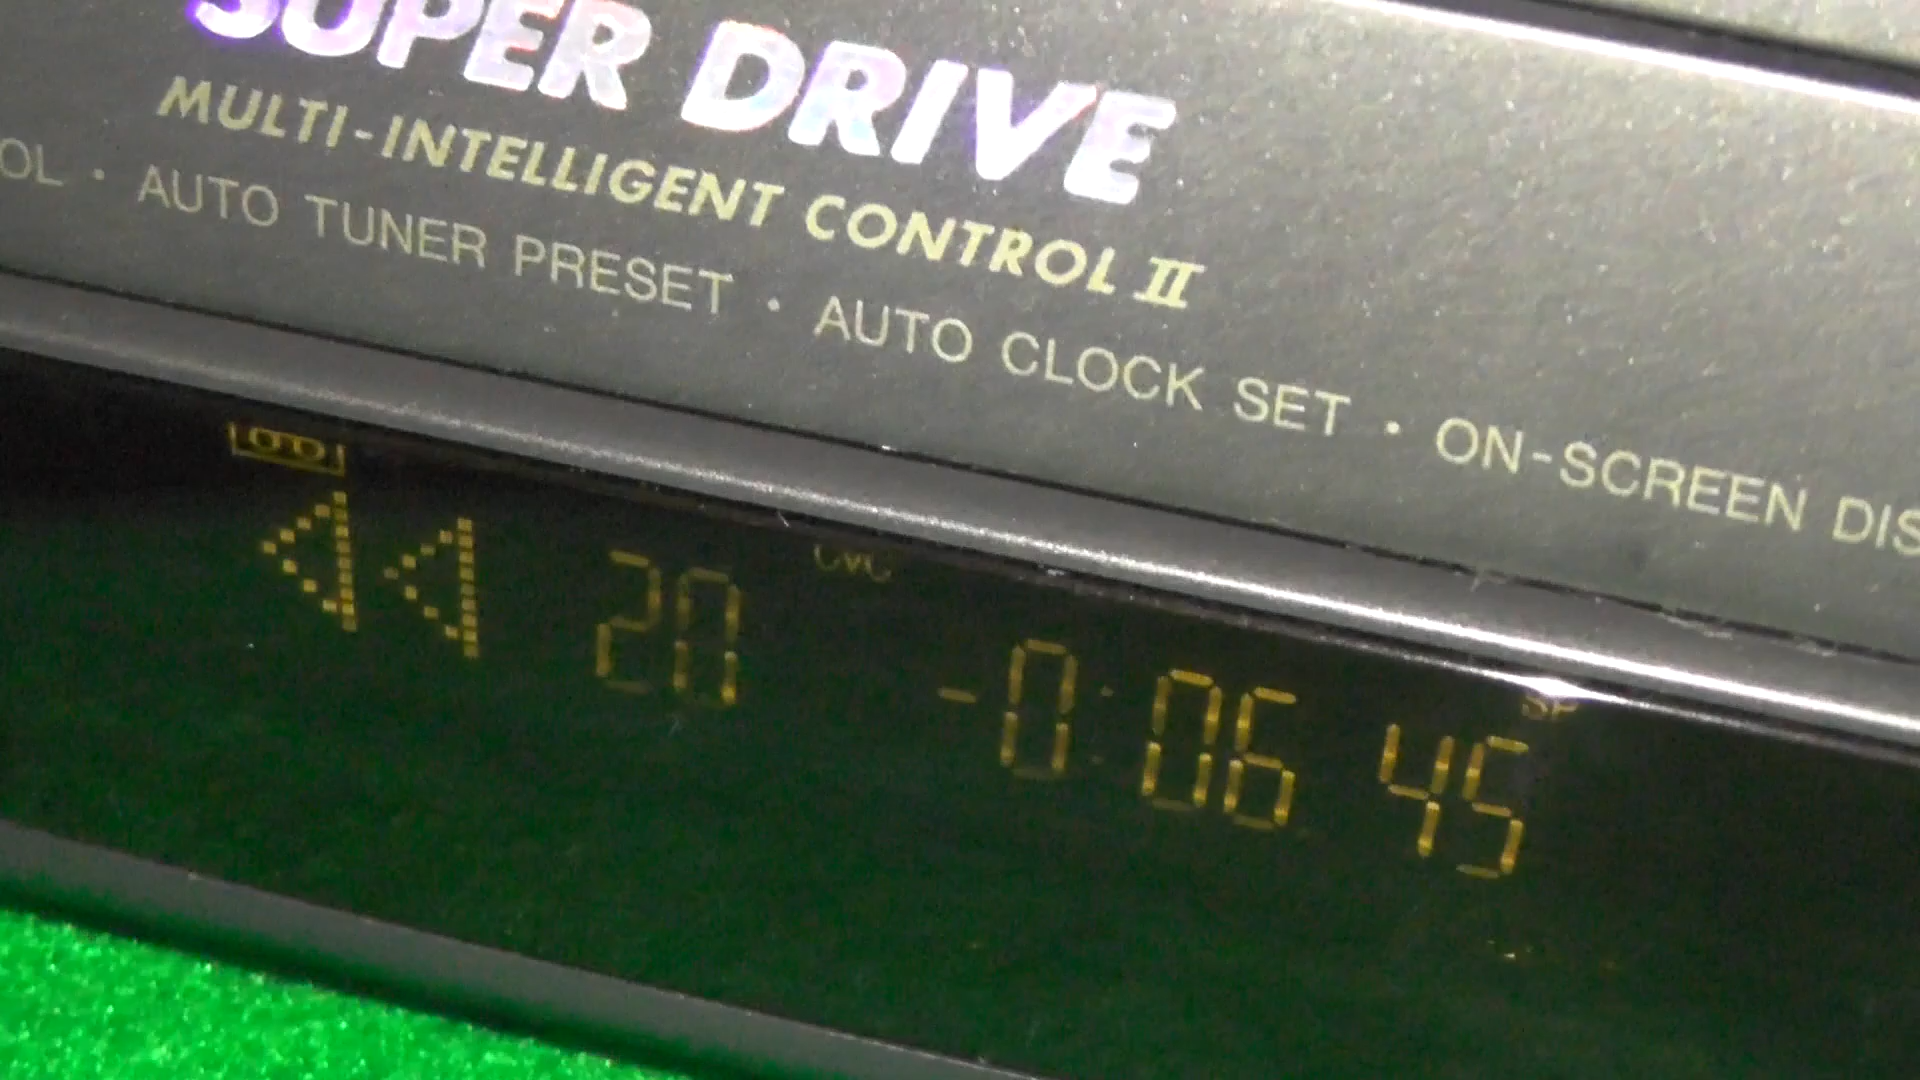 SUPER DRIVE
MULTI-INTELLIGENT CONTROL II
OL · AUTO TUNER PRESET · AUTO CLOCK SET · ON-SCREEN DIS
20 CVC -0:06 45 SP